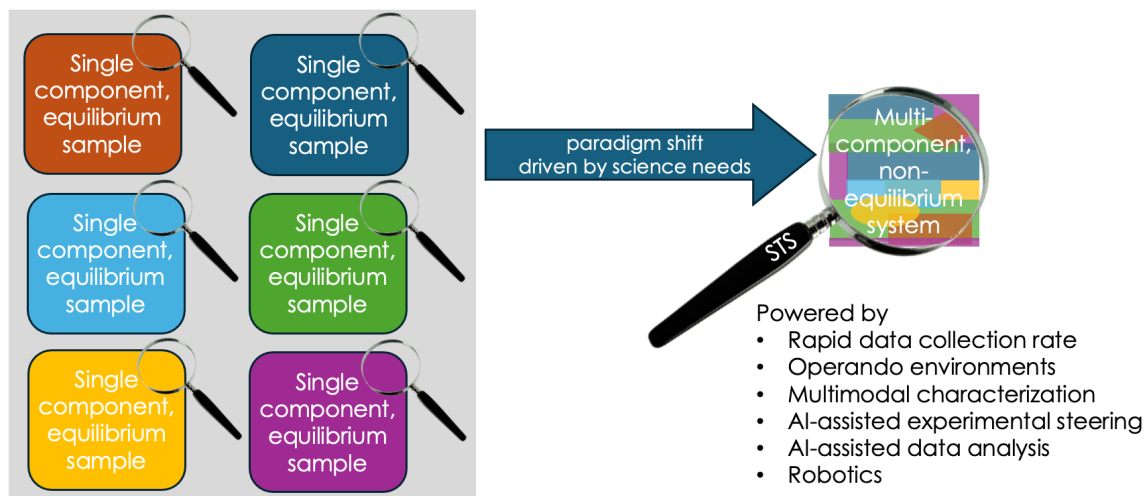 Single
component,
equilibrium
sample
Single
component,
equilibrium
sample
Single
component,
equilibrium
sample
Single
component,
equilibrium
sample
Single
component,
equilibrium
sample
Single
component,
equilibrium
sample
paradigm shift
driven by science needs
Multi-
component,
non-
equilibrium
system
STS
Powered by
• Rapid data collection rate
• Operando environments
• Multimodal characterization
• AI-assisted experimental steering
• AI-assisted data analysis
• Robotics